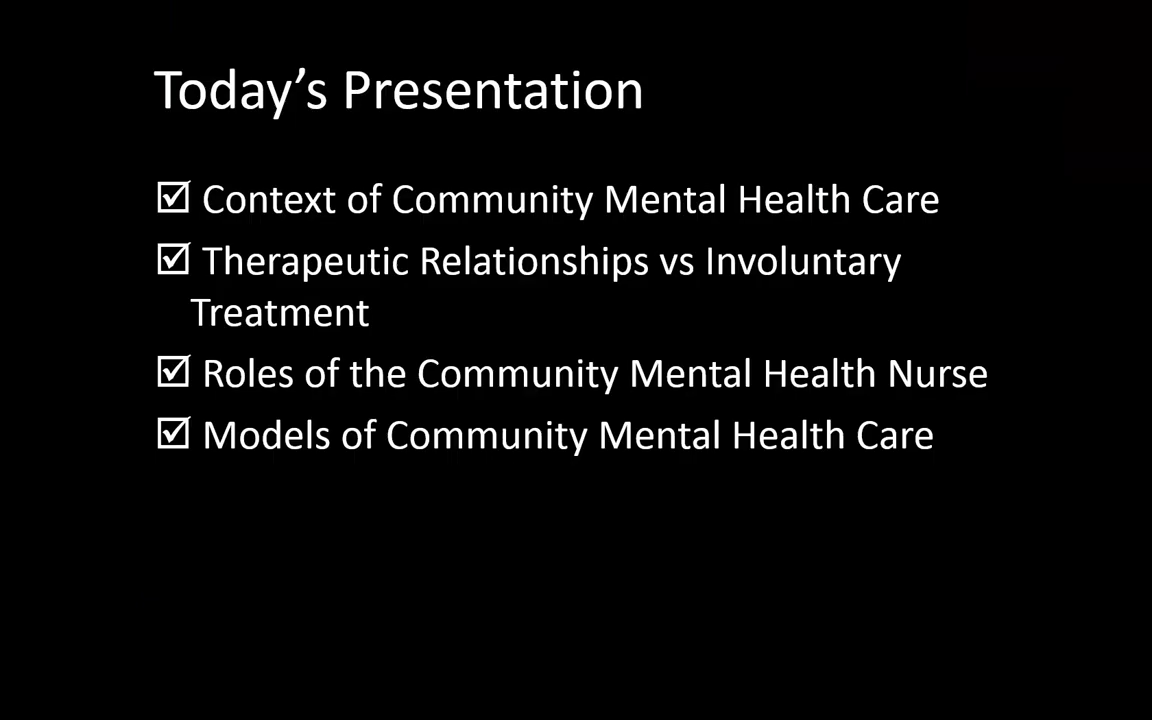 Today’s Presentation
☑ Context of Community Mental Health Care
☑ Therapeutic Relationships vs Involuntary
Treatment
☑ Roles of the Community Mental Health Nurse
☑ Models of Community Mental Health Care